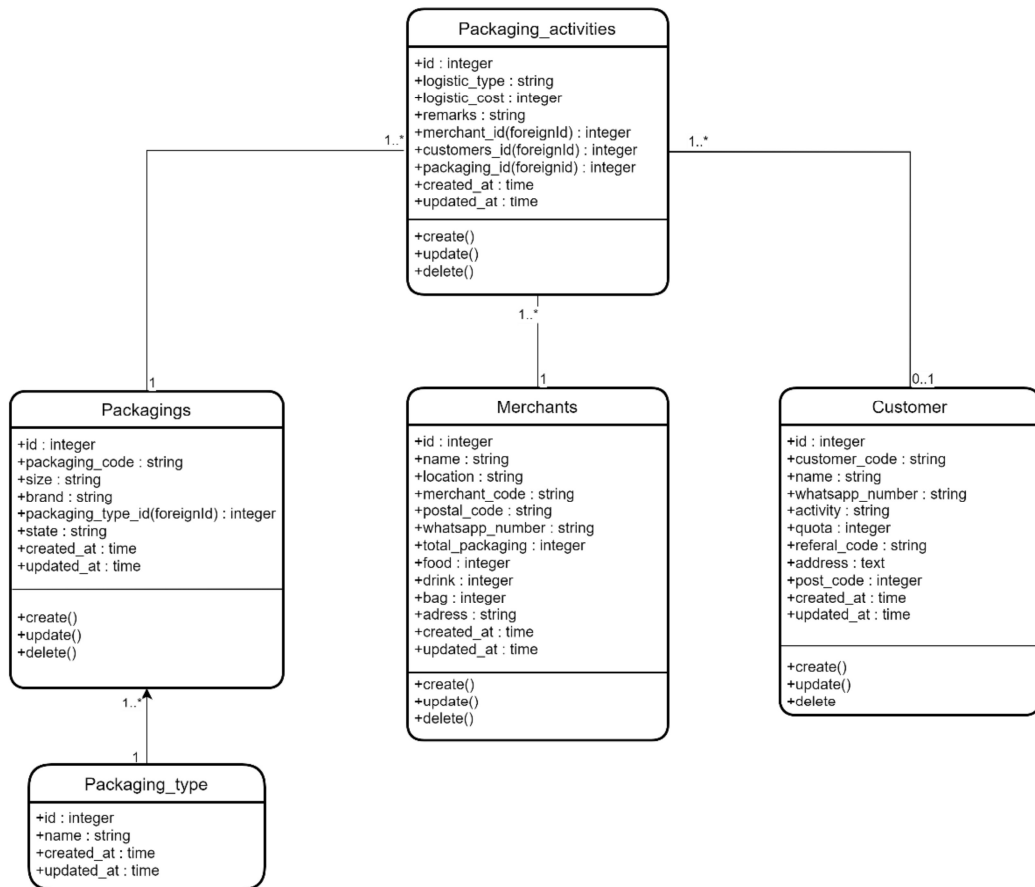 Packaging_activities
+id : integer
+logistic_type : string
+logistic_cost : integer
+remarks : string
+merchant_id(foreignId) : integer
+customers_id(foreignId) : integer
+packaging_id(foreignid) : integer
+created_at : time
+updated_at : time
+create()
+update()
+delete()
1..*
1..*
1..*
1
1
0..1
Packagings
+id : integer
+packaging_code : string
+size : string
+brand : string
+packaging_type_id(foreignId) : integer
+state : string
+created_at : time
+updated_at : time
+create()
+update()
+delete()
Merchants
+id : integer
+name : string
+location : string
+merchant_code : string
+postal_code : string
+whatsapp_number : string
+total_packaging : integer
+food : integer
+drink : integer
+bag : integer
+adress : string
+created_at : time
+updated_at : time
+create()
+update()
+delete()
Customer
+id : integer
+customer_code : string
+name : string
+whatsapp_number : string
+activity : string
+quota : integer
+referal_code : string
+address : text
+post_code : integer
+created_at : time
+updated_at : time
+create()
+update()
+delete
1..*
1
Packaging_type
+id : integer
+name : string
+created_at : time
+updated_at : time